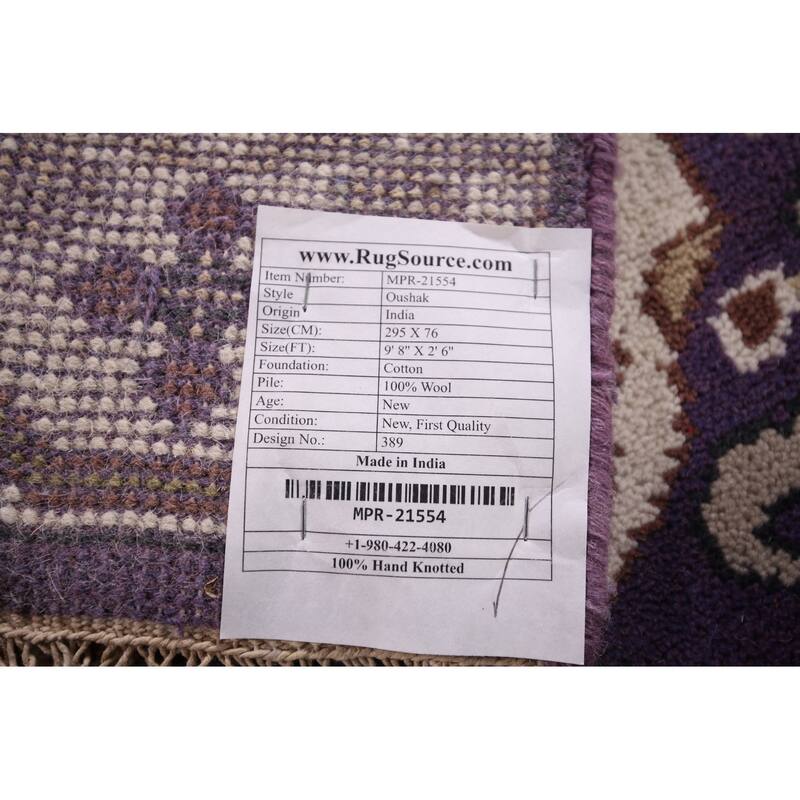 www.RugSource.com
Item Number: MPR-21554
Style Oushak
Origin India
Size(CM): 295 X 76
Size(FT): 9' 8" X 2' 6"
Foundation: Cotton
Pile: 100% Wool
Age: New
Condition: New, First Quality
Design No.: 389
Made in India
MPR-21554
+1-980-422-4080
100% Hand Knotted